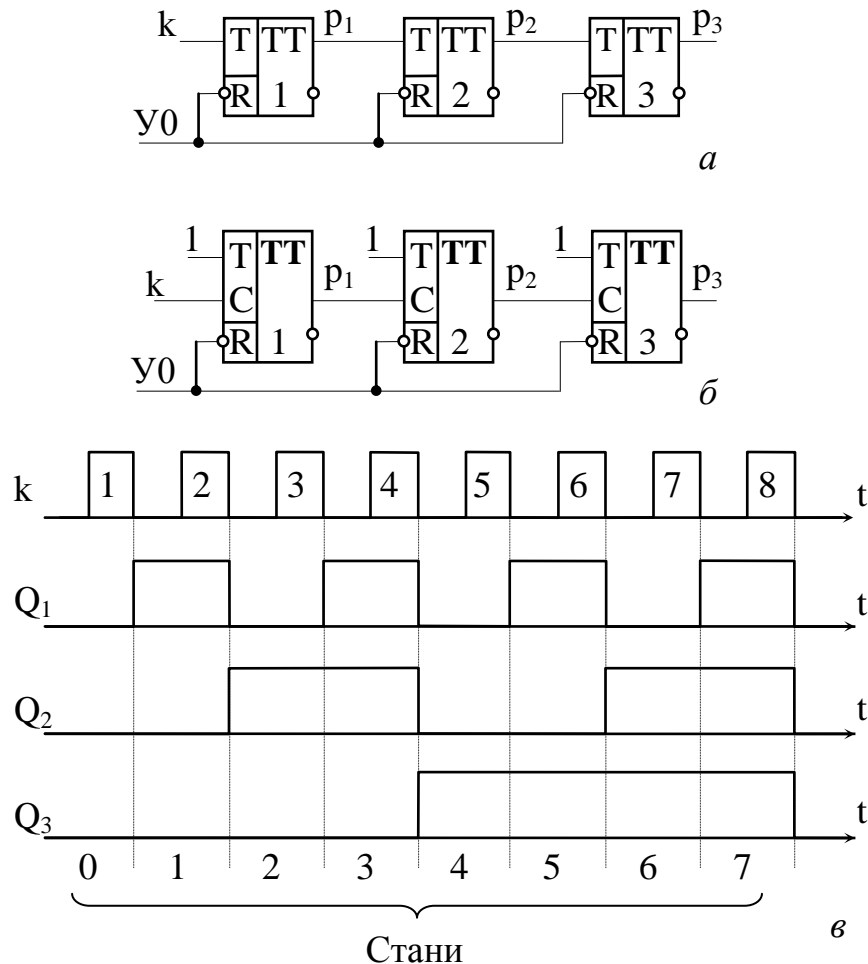 k T TT p₁ T TT p₂ T TT p₃
R 1 R 2 R 3
У0
а
1 T TT 1 T TT 1 T TT
k C p₁ C p₂ C p₃
R 1 R 2 R 3
У0
б
k 1 2 3 4 5 6 7 8 t
Q₁ t
Q₂ t
Q₃ t
0 1 2 3 4 5 6 7
Стани
в